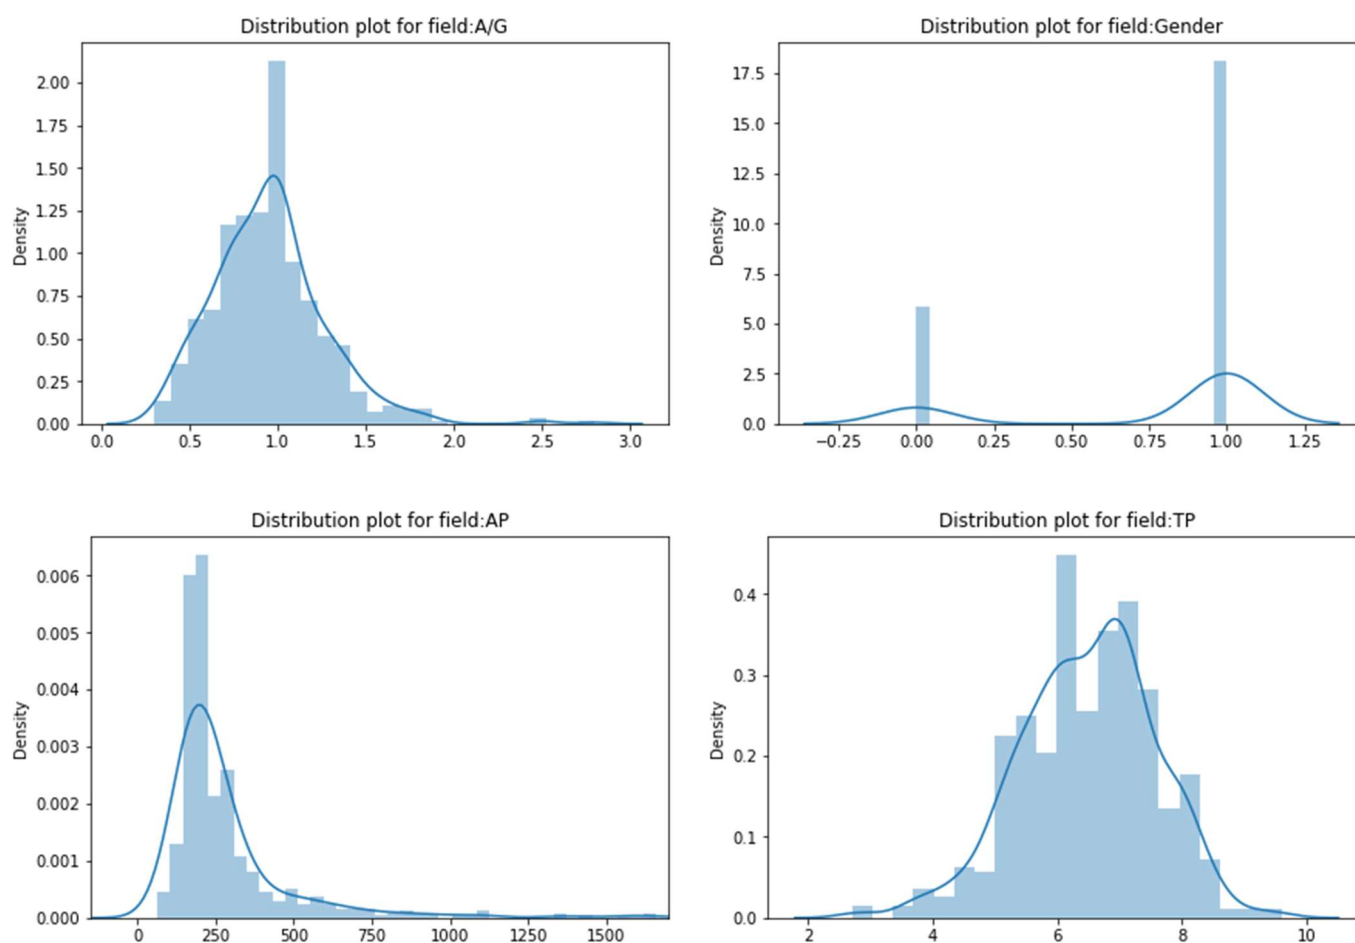 Distribution plot for field:A/G
Density
2.00
1.75
1.50
1.25
1.00
0.75
0.50
0.25
0.00
0.0 0.5 1.0 1.5 2.0 2.5 3.0
Distribution plot for field:Gender
Density
17.5
15.0
12.5
10.0
7.5
5.0
2.5
0.0
−0.25 0.00 0.25 0.50 0.75 1.00 1.25
Distribution plot for field:AP
Density
0.006
0.005
0.004
0.003
0.002
0.001
0.000
0 250 500 750 1000 1250 1500
Distribution plot for field:TP
Density
0.4
0.3
0.2
0.1
0.0
2 4 6 8 10